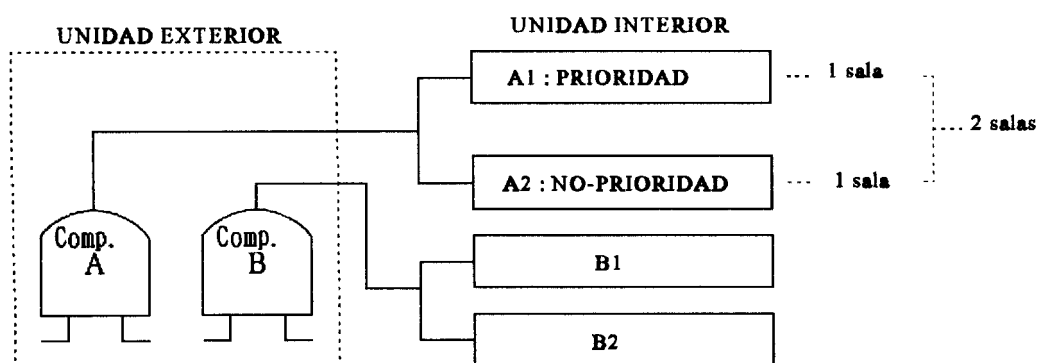 UNIDAD EXTERIOR
UNIDAD INTERIOR
A1 : PRIORIDAD
--- 1 sala
--- 2 salas
A2 : NO-PRIORIDAD
--- 1 sala
Comp.
A
Comp.
B
B1
B2